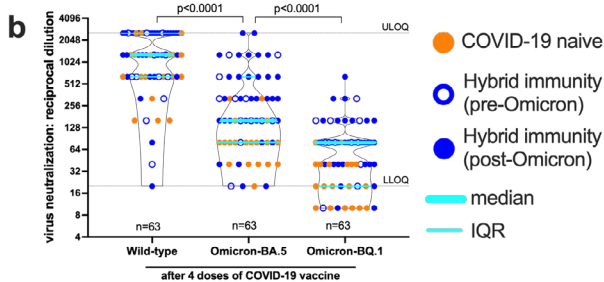 b
p<0.0001 p<0.0001
ULOQ
LLOQ
virus neutralization: reciprocal dilution
4096
2048
1024
512
256
128
64
32
16
8
4
n=63 n=63 n=63
Wild-type Omicron-BA.5 Omicron-BQ.1
after 4 doses of COVID-19 vaccine
COVID-19 naive
Hybrid immunity
(pre-Omicron)
Hybrid immunity
(post-Omicron)
median
IQR